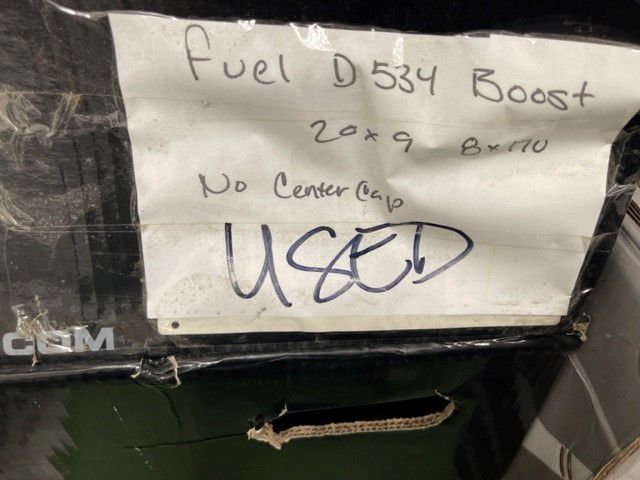 Fuel D534 Boost
20x9 8x170
No Center Cap
USED
COM